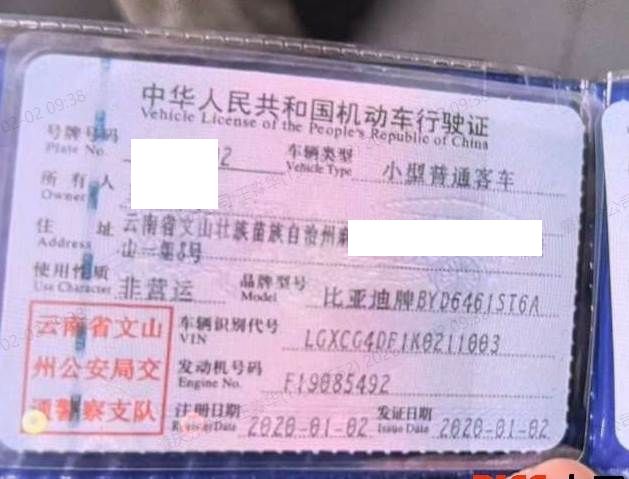 中华人民共和国机动车行驶证
Vehicle License of the People's Republic of China
号牌号码 2 车辆类型 小型普通客车
Plate No. Vehicle Type
所有人
Owner
住址 云南省文山壮族苗族自治州麻
Address 山一组8号
使用性质 非营运 品牌型号 比亚迪牌BYD6461ST6A
Use Character Model
云南省文山
州公安局交
通警察支队
车辆识别代号 LGXCG4DF1K0211003
VIN
发动机号码 F19085492
Engine No.
注册日期 2020-01-02 发证日期 2020-01-02
Register Date Issue Date
02-02 09:38